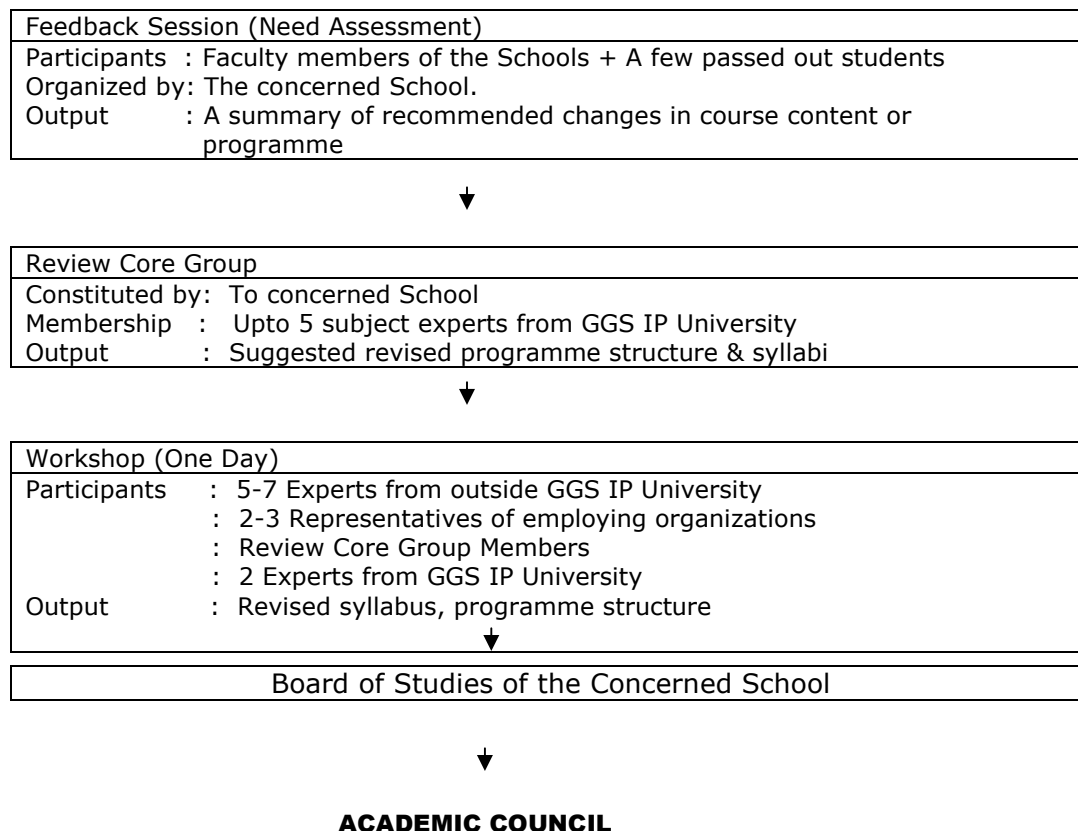 Feedback Session (Need Assessment)
Participants : Faculty members of the Schools + A few passed out students
Organized by: The concerned School.
Output : A summary of recommended changes in course content or
programme
Review Core Group
Constituted by: To concerned School
Membership : Upto 5 subject experts from GGS IP University
Output : Suggested revised programme structure & syllabi
Workshop (One Day)
Participants : 5-7 Experts from outside GGS IP University
: 2-3 Representatives of employing organizations
: Review Core Group Members
: 2 Experts from GGS IP University
Output : Revised syllabus, programme structure
Board of Studies of the Concerned School
ACADEMIC COUNCIL